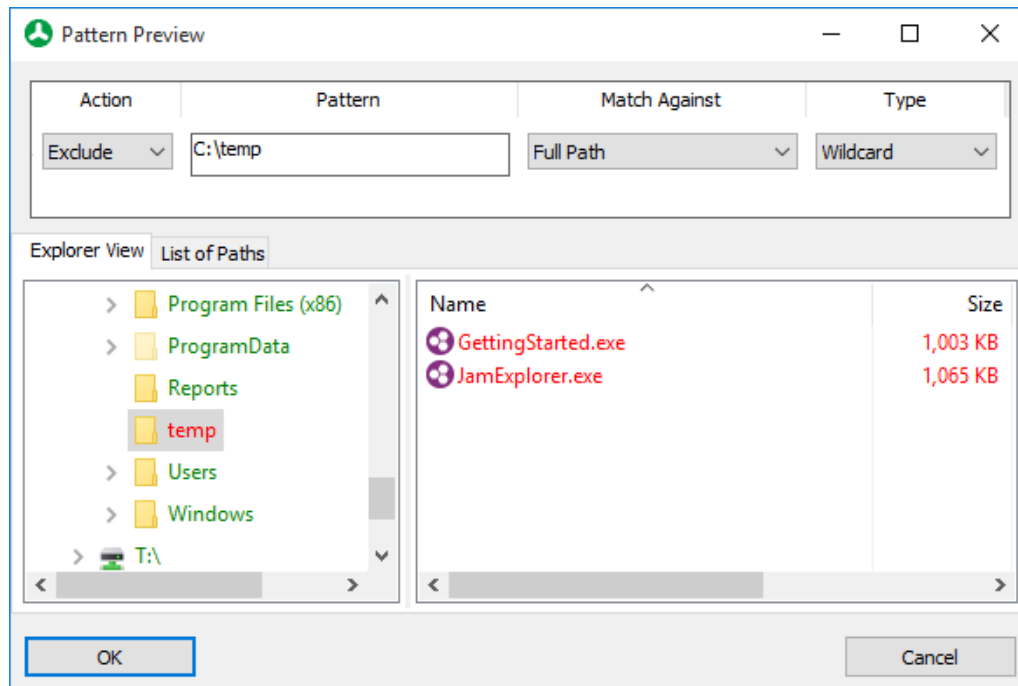 Pattern Preview
Action Pattern Match Against Type
Exclude C:\temp Full Path Wildcard
Explorer View List of Paths
Program Files (x86)
ProgramData
Reports
temp
Users
Windows
T:\
Name Size
GettingStarted.exe 1,003 KB
JamExplorer.exe 1,065 KB
OK Cancel